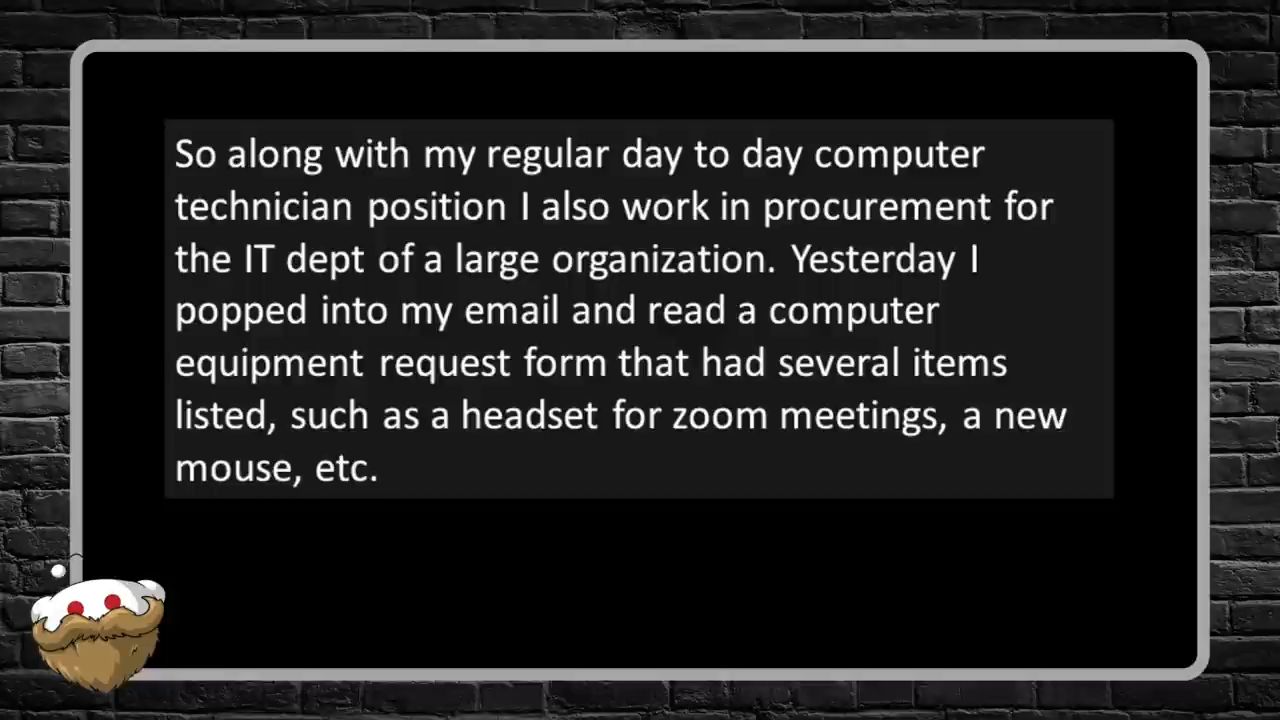 So along with my regular day to day computer
technician position I also work in procurement for
the IT dept of a large organization. Yesterday I
popped into my email and read a computer
equipment request form that had several items
listed, such as a headset for zoom meetings, a new
mouse, etc.